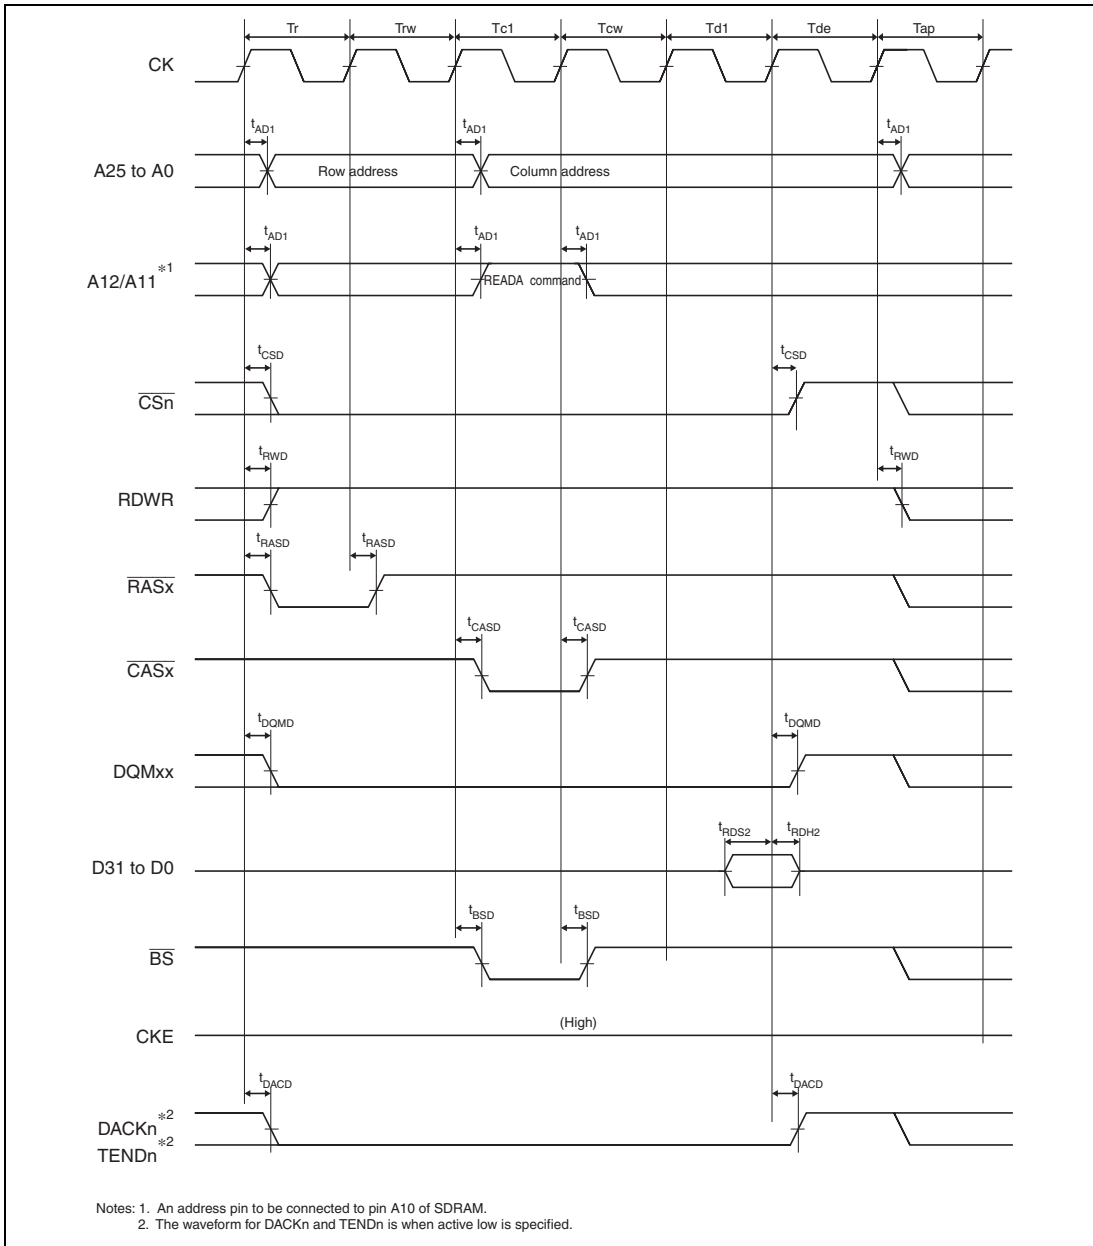 Tr Trw Tc1 Tcw Td1 Tde Tap
CK
tAD1 tAD1 tAD1
A25 to A0 Row address Column address
tAD1 tAD1 tAD1
A12/A11*1 READA command
tCSD tCSD
CSn
tRWD tRWD
RDWR
tRASD tRASD
RASx
tCASD tCASD
CASx
tDQMD tDQMD
DQMxx
tRDS2 tRDH2
D31 to D0
tBSD tBSD
BS
(High)
CKE
tDACD tDACD
DACKn*2
TENDn*2
Notes: 1. An address pin to be connected to pin A10 of SDRAM.
2. The waveform for DACKn and TENDn is when active low is specified.